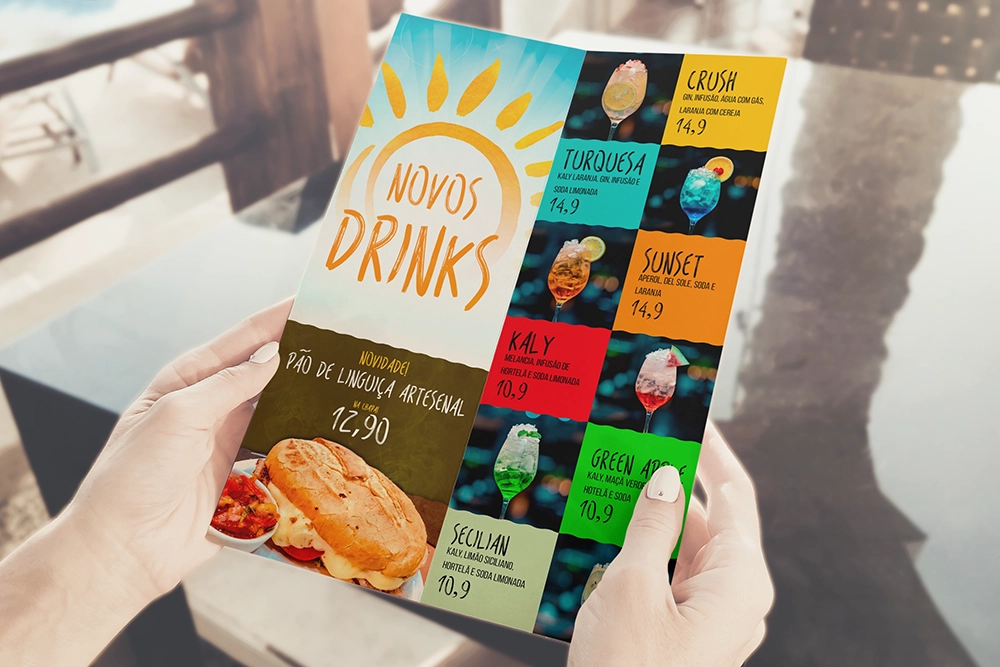 NOVOS
DRINKS
NOVIDADE!
PÃO DE LINGUIÇA ARTESENAL
NA CHAPA
12,90
CRUSH
GIN, INFUSÃO, ÁGUA COM GÁS,
LARANJA COM CEREJA
14,9
TURQUESA
KALY LARANJA, GIN, INFUSÃO E
SODA LIMONADA
14,9
SUNSET
APEROL, DEL SOLE, SODA E
LARANJA
14,9
KALY
MELANCIA, INFUSÃO DE
HORTELÃ E SODA LIMONADA
10,9
GREEN APPLE
KALY, MAÇÃ VERDE
HOTELÃ E SODA
10,9
SECILIAN
KALY, LIMÃO SICILIANO,
HORTELÃ E SODA LIMONADA
10,9